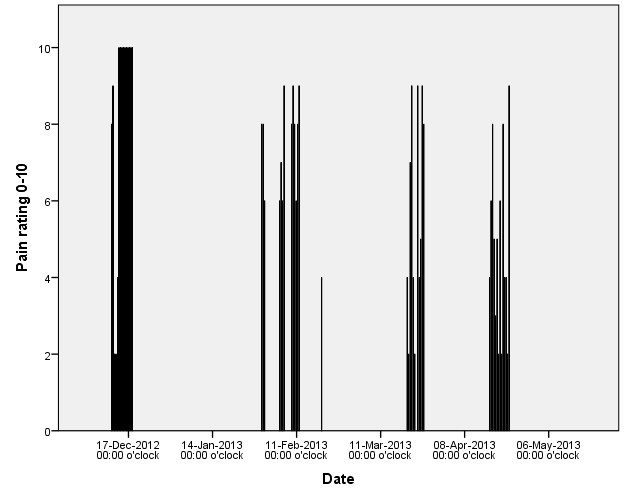 Pain rating 0-10
10
8
6
4
2
0
17-Dec-2012 14-Jan-2013 11-Feb-2013 11-Mar-2013 08-Apr-2013 06-May-2013
00:00 o'clock 00:00 o'clock 00:00 o'clock 00:00 o'clock 00:00 o'clock 00:00 o'clock
Date